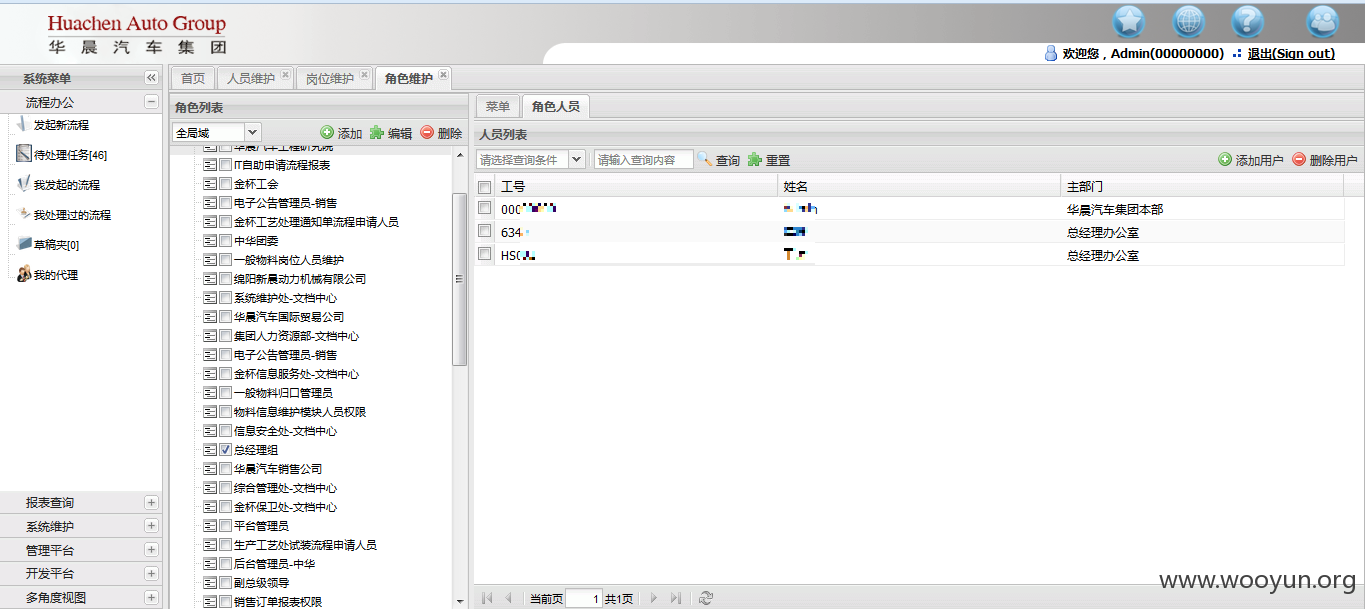 Huachen Auto Group
华晨汽车集团
欢迎您，Admin(00000000) 退出(Sign out)
系统菜单
流程办公
发起新流程
待处理任务[46]
我发起的流程
我处理过的流程
草稿夹[0]
我的代理
报表查询
系统维护
管理平台
开发平台
多角度视图
首页 人员维护 岗位维护 角色维护
角色列表
全局域 添加 编辑 删除
华晨汽车工程研究院
IT自助申请流程报表
金杯工会
电子公告管理员-销售
金杯工艺处理通知单流程申请人员
中华团委
一般物料岗位人员维护
绵阳新晨动力机械有限公司
系统维护处-文档中心
华晨汽车国际贸易公司
集团人力资源部-文档中心
电子公告管理员-销售
金杯信息服务处-文档中心
一般物料归口管理员
物料信息维护模块人员权限
信息安全处-文档中心
总经理组
华晨汽车销售公司
综合管理处-文档中心
金杯保卫处-文档中心
平台管理员
生产工艺处试装流程申请人员
后台管理员-中华
副总级领导
销售订单报表权限
菜单 角色人员
人员列表
请选择查询条件 请输入查询内容 查询 重置 添加用户 删除用户
工号 姓名 主部门
000 华晨汽车集团本部
634 总经理办公室
HS0 总经理办公室
当前页 1 共1页
www.wooyun.org